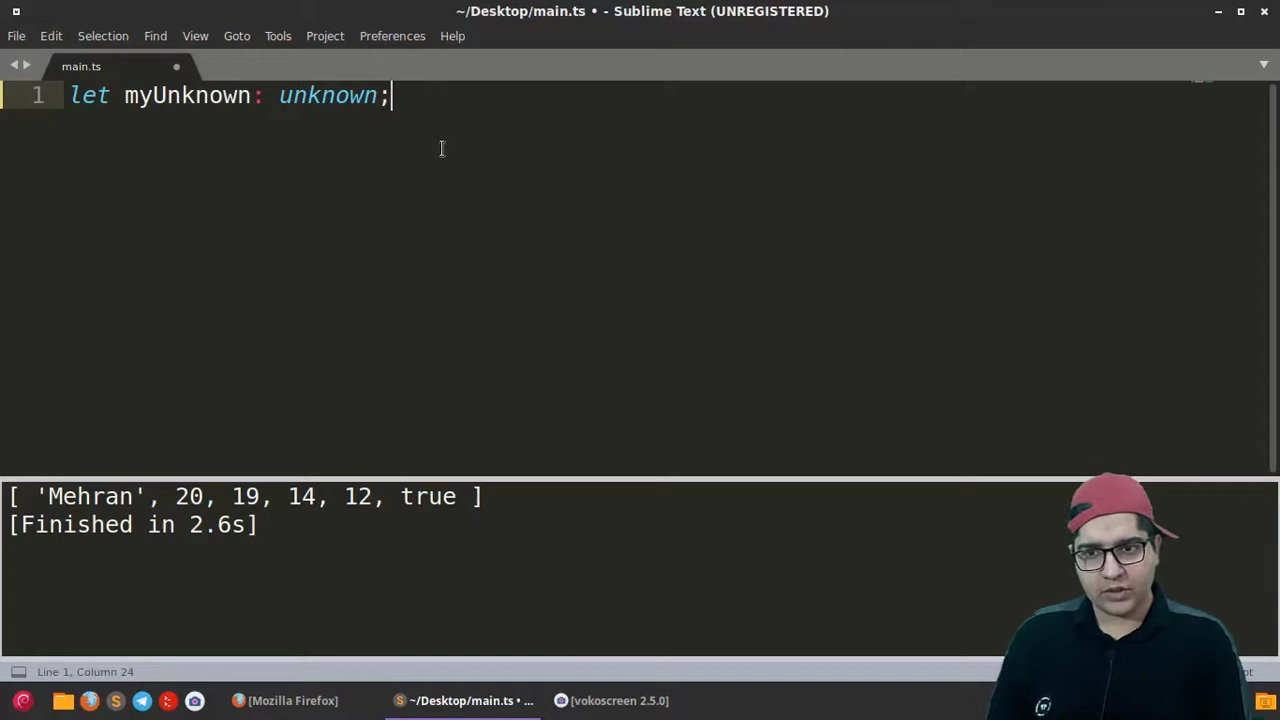 ~/Desktop/main.ts • - Sublime Text (UNREGISTERED)
File Edit Selection Find View Goto Tools Project Preferences Help
main.ts
1 let myUnknown: unknown;
[ 'Mehran', 20, 19, 14, 12, true ]
[Finished in 2.6s]
Line 1, Column 24
[Mozilla Firefox] ~/Desktop/main.ts • ... [vokoscreen 2.5.0]